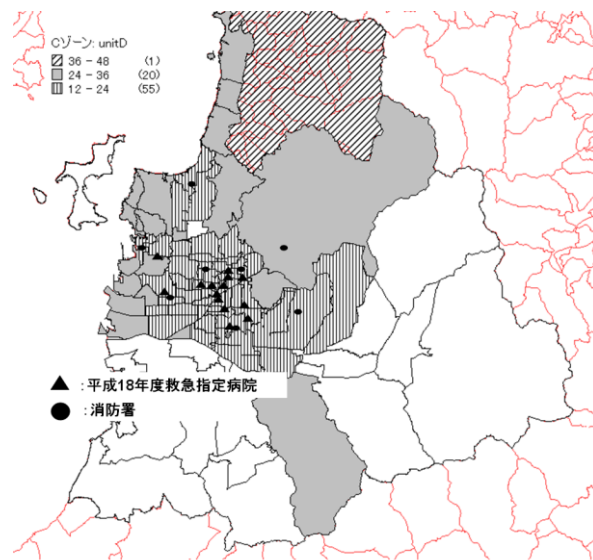 Cゾーン: unitD
36 - 48 (1)
24 - 36 (20)
12 - 24 (55)
▲ : 平成18年度救急指定病院
● : 消防署